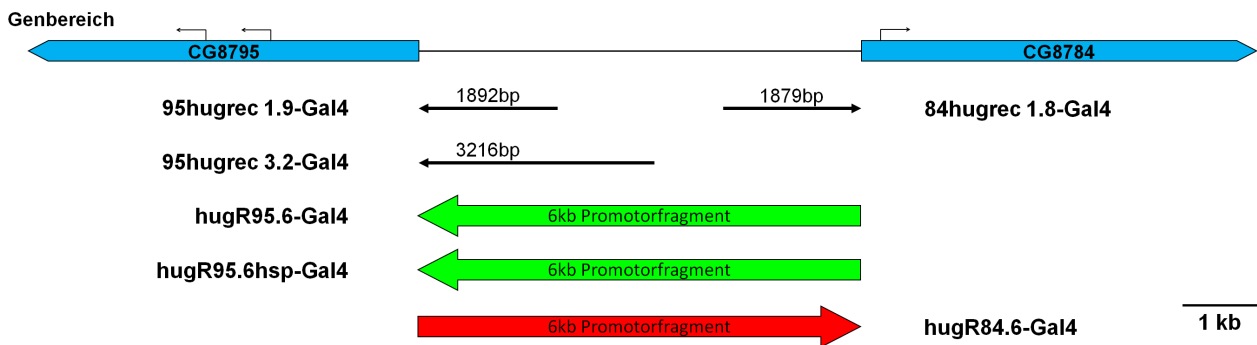 Genbereich
CG8795
CG8784
95hugrec 1.9-Gal4
1892bp
1879bp
84hugrec 1.8-Gal4
95hugrec 3.2-Gal4
3216bp
hugR95.6-Gal4
6kb Promotorfragment
hugR95.6hsp-Gal4
6kb Promotorfragment
6kb Promotorfragment
hugR84.6-Gal4
1 kb